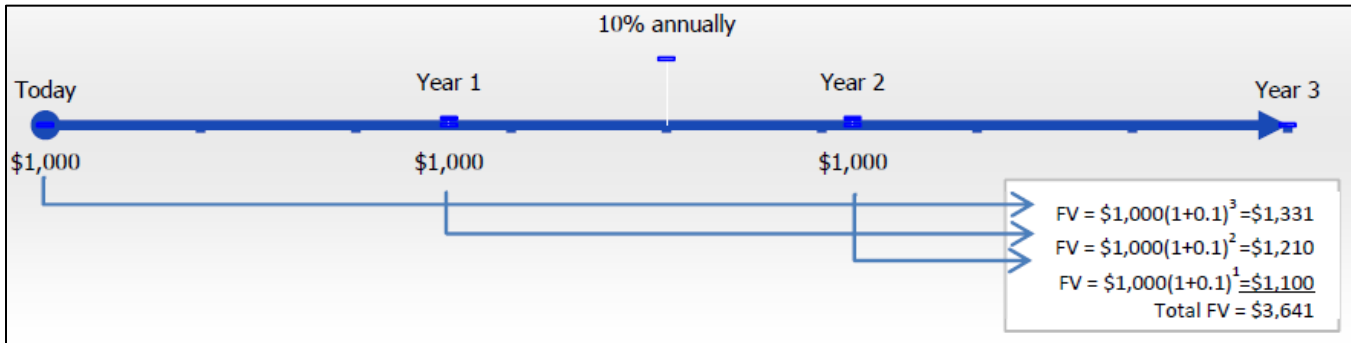 10% annually
Today
Year 1
Year 2
Year 3
$1,000
$1,000
$1,000
FV = $1,000(1+0.1)³=$1,331
FV = $1,000(1+0.1)²=$1,210
FV = $1,000(1+0.1)¹=$1,100
Total FV = $3,641